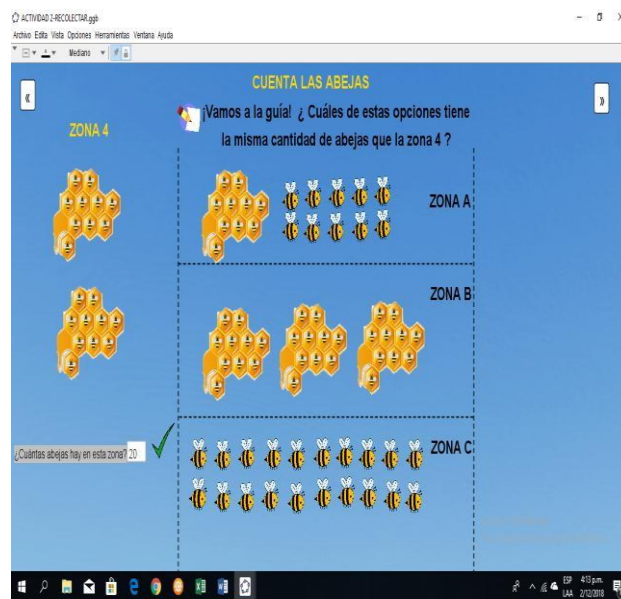 ACTIVIDAD 2-RECOLECTAR.ggb
Archivo Edita Vista Opciones Herramientas Ventana Ayuda
Mediano
CUENTA LAS ABEJAS
¡Vamos a la guía! ¿ Cuáles de estas opciones tiene
la misma cantidad de abejas que la zona 4 ?
ZONA 4
ZONA A
ZONA B
ZONA C
¿Cuántas abejas hay en esta zona? 20
ESP 4:13 p.m.
LAA 2/12/2018